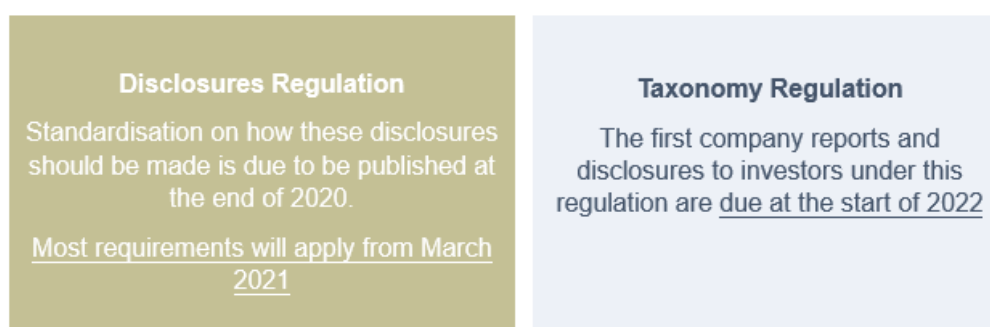 Disclosures Regulation
Standardisation on how these disclosures
should be made is due to be published at
the end of 2020.
Most requirements will apply from March
2021
Taxonomy Regulation
The first company reports and
disclosures to investors under this
regulation are due at the start of 2022